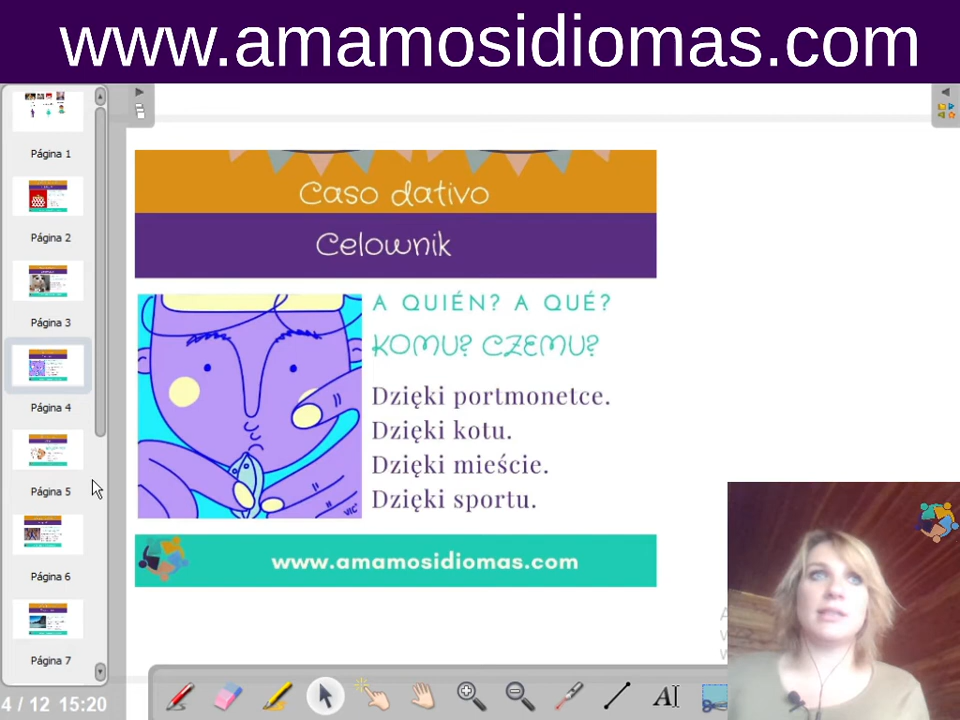 www.amamosidiomas.com
Página 1
Página 2
Página 3
Página 4
Página 5
Página 6
Página 7
4 / 12 15:20
Caso dativo
Celownik
A QUIÉN? A QUÉ?
KOMU? CZEMU?
Dzięki portmonetce.
Dzięki kotu.
Dzięki mieście.
Dzięki sportu.
VIC
www.amamosidiomas.com